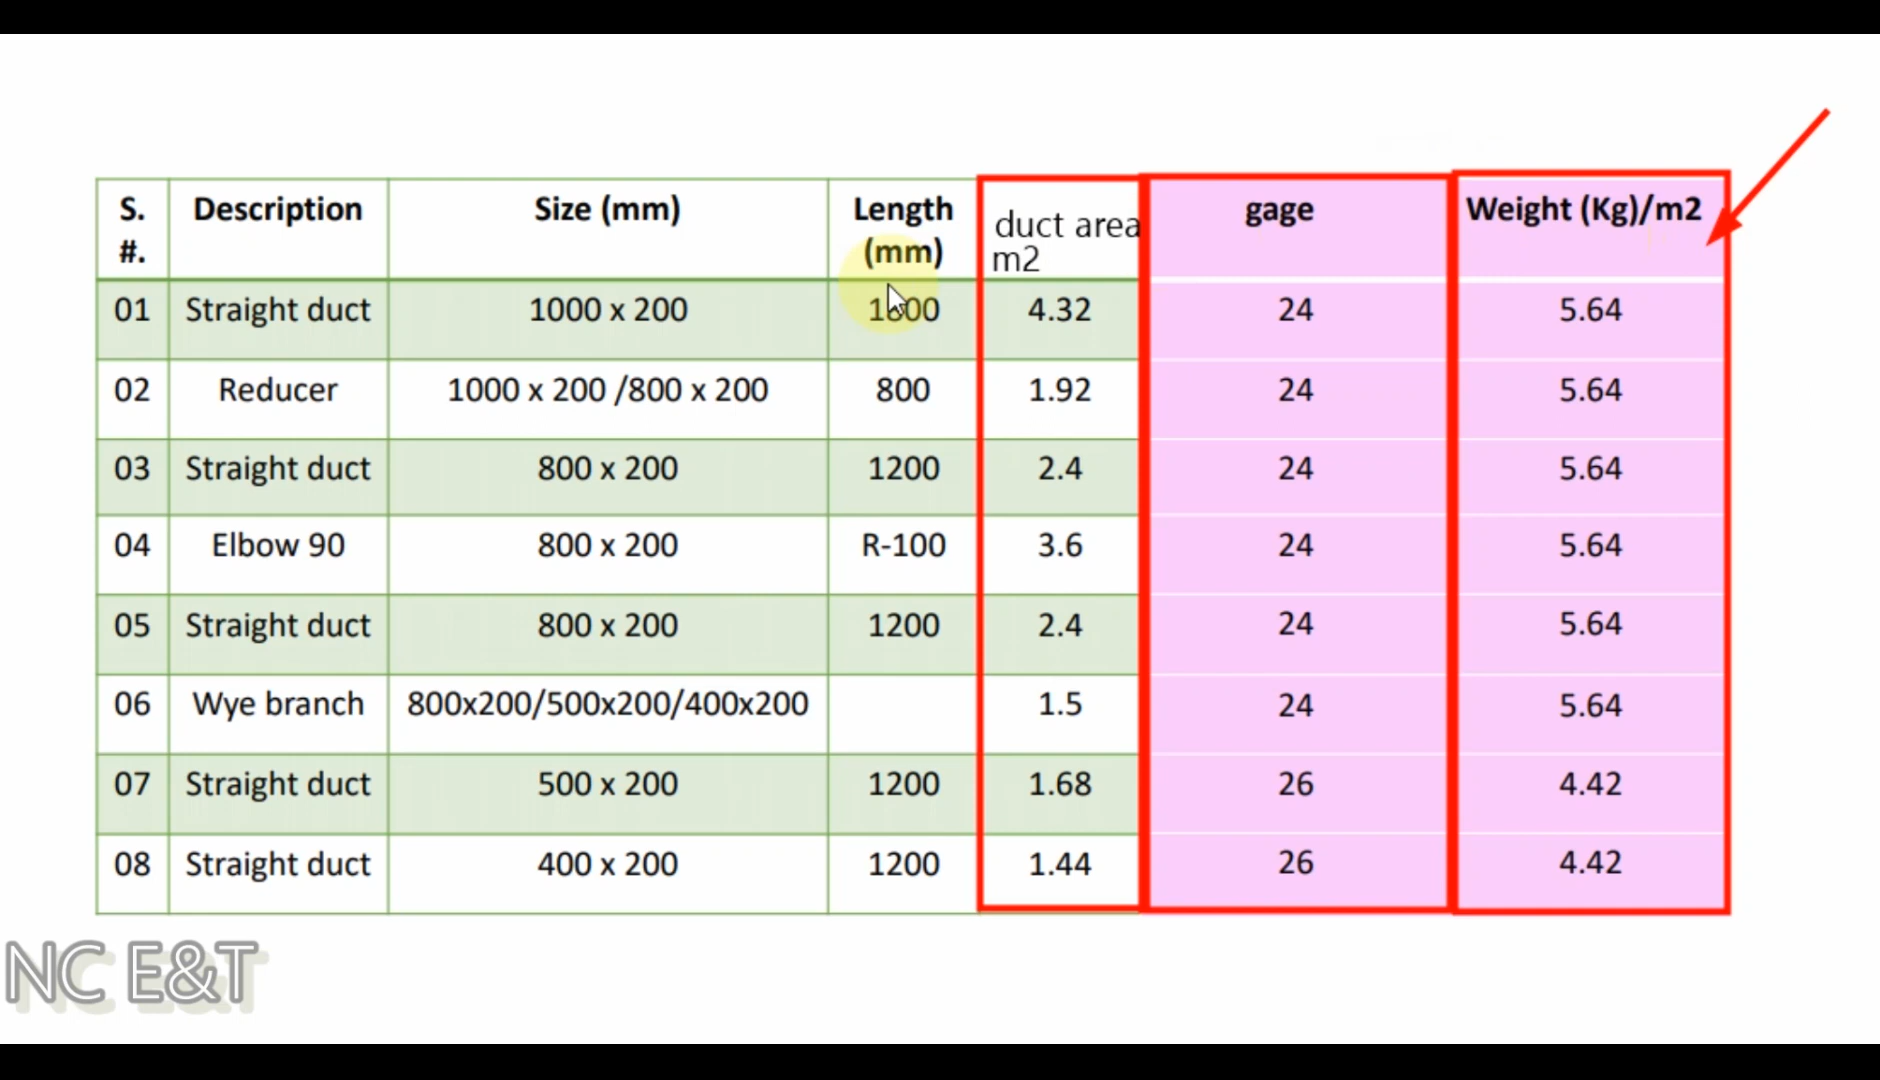 S. #. Description Size (mm) Length (mm) duct area m2 gage Weight (Kg)/m2
01 Straight duct 1000 x 200 1800 4.32 24 5.64
02 Reducer 1000 x 200 /800 x 200 800 1.92 24 5.64
03 Straight duct 800 x 200 1200 2.4 24 5.64
04 Elbow 90 800 x 200 R-100 3.6 24 5.64
05 Straight duct 800 x 200 1200 2.4 24 5.64
06 Wye branch 800x200/500x200/400x200 1.5 24 5.64
07 Straight duct 500 x 200 1200 1.68 26 4.42
08 Straight duct 400 x 200 1200 1.44 26 4.42
NC E&T